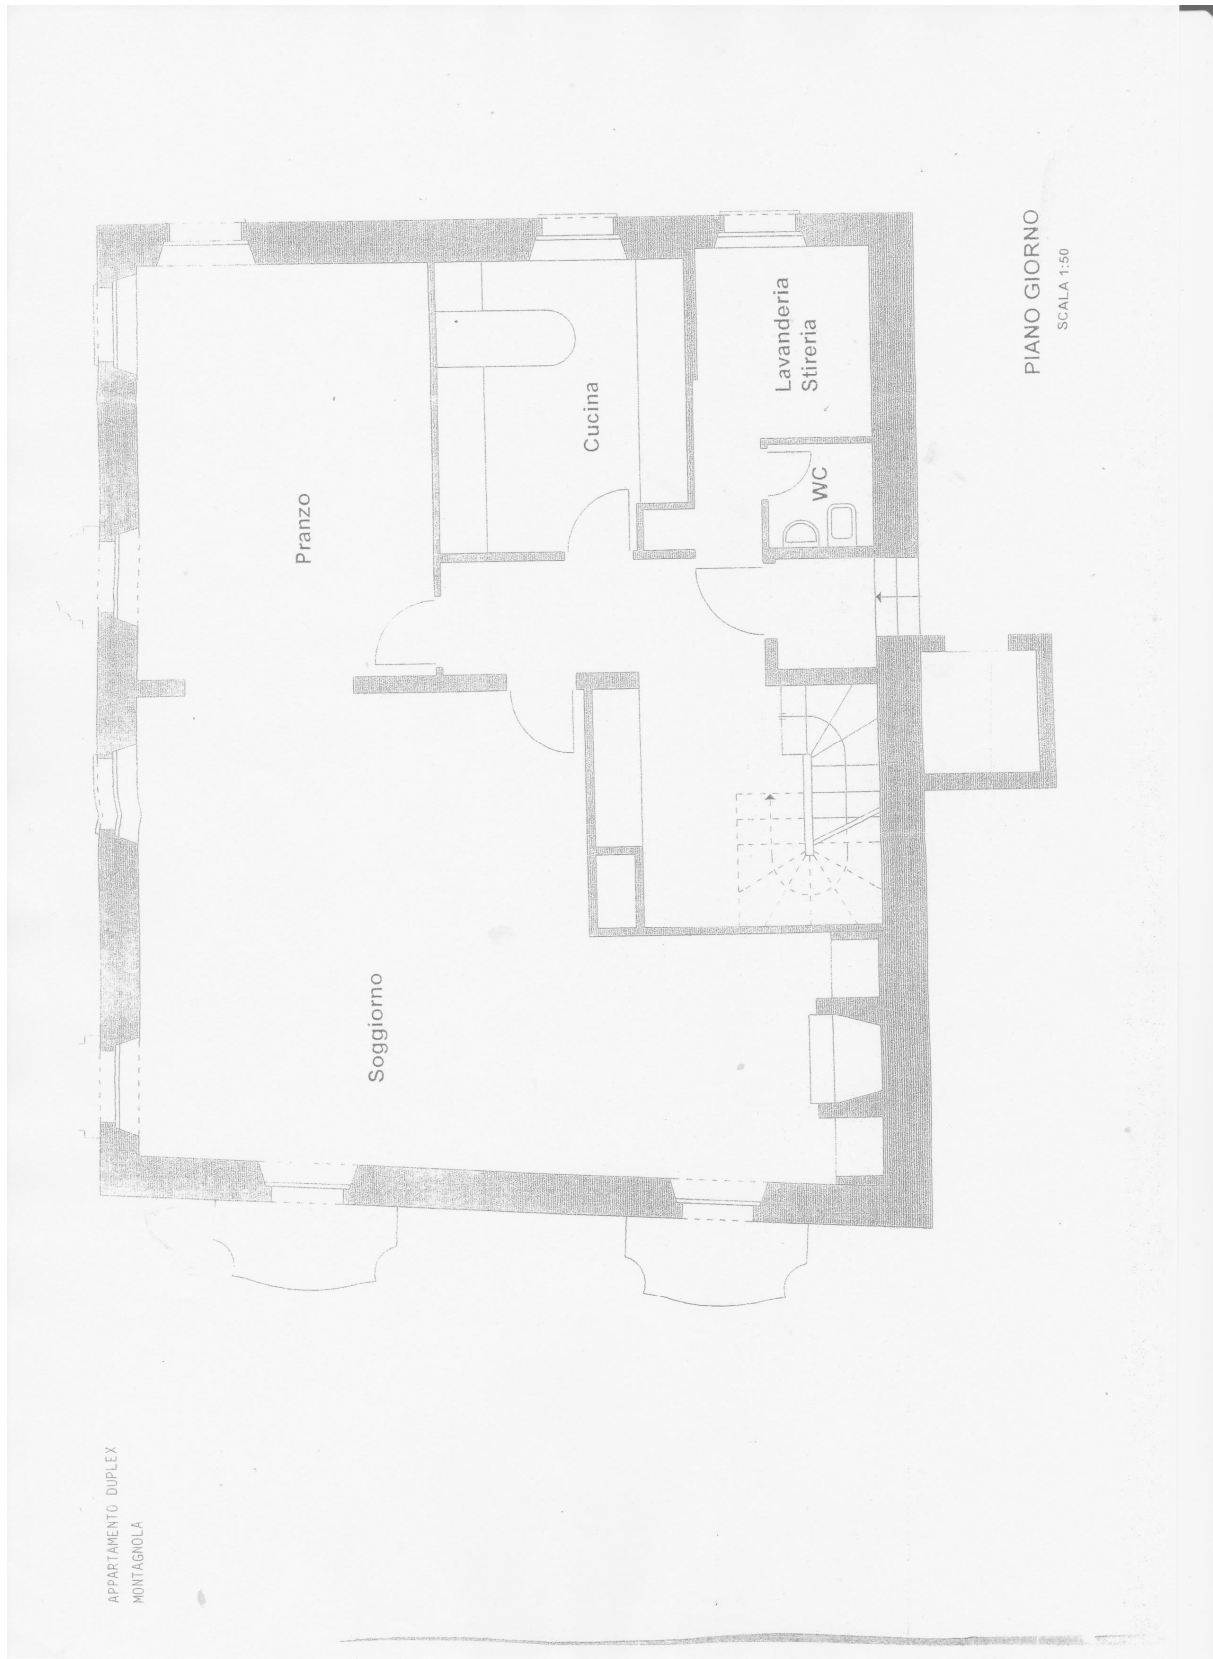 APPARTAMENTO DUPLEX
MONTAGNOLA
Soggiorno
Pranzo
Cucina
Lavanderia
Stireria
WC
PIANO GIORNO
SCALA 1:50